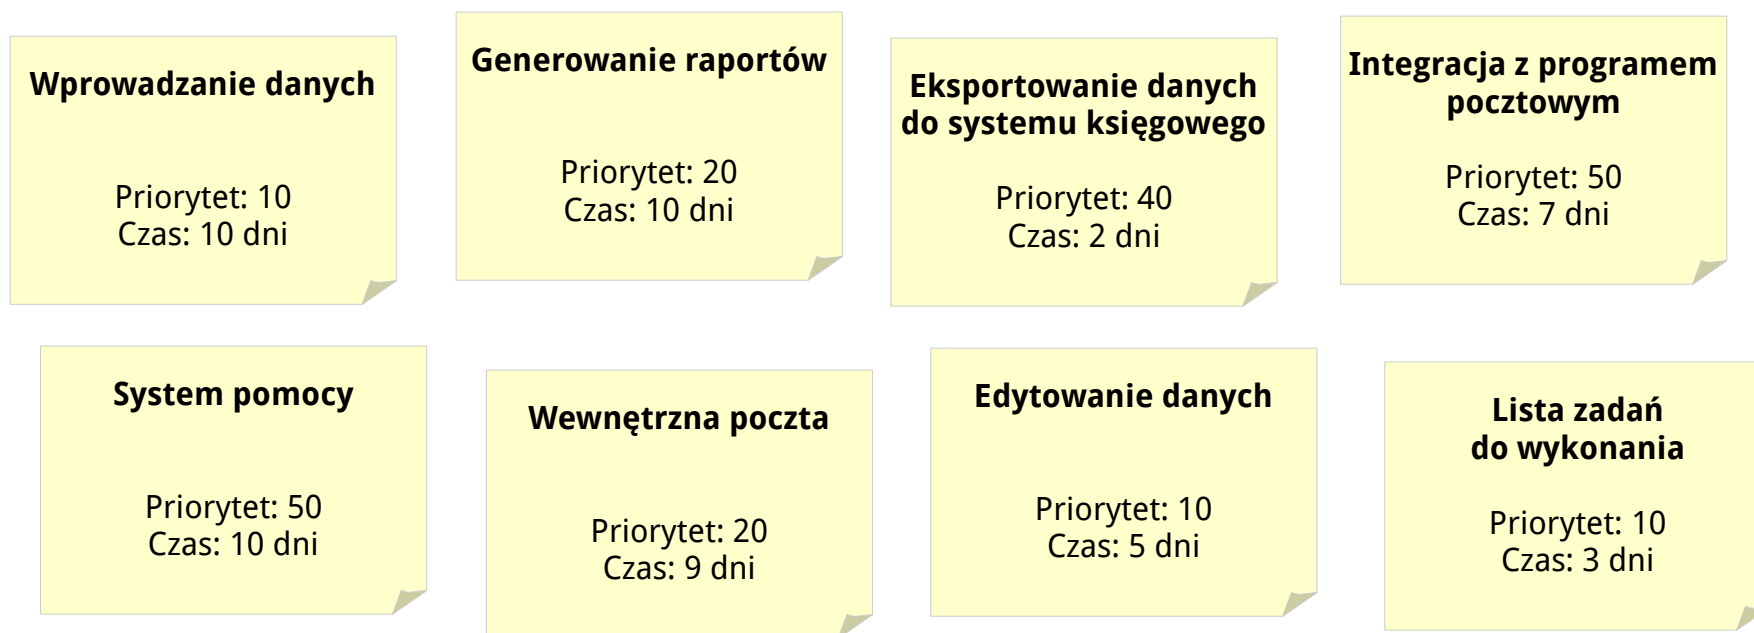 Wprowadzanie danych
Priorytet: 10
Czas: 10 dni
Generowanie raportów
Priorytet: 20
Czas: 10 dni
Eksportowanie danych
do systemu księgowego
Priorytet: 40
Czas: 2 dni
Integracja z programem
pocztowym
Priorytet: 50
Czas: 7 dni
System pomocy
Priorytet: 50
Czas: 10 dni
Wewnętrzna poczta
Priorytet: 20
Czas: 9 dni
Edytowanie danych
Priorytet: 10
Czas: 5 dni
Lista zadań
do wykonania
Priorytet: 10
Czas: 3 dni